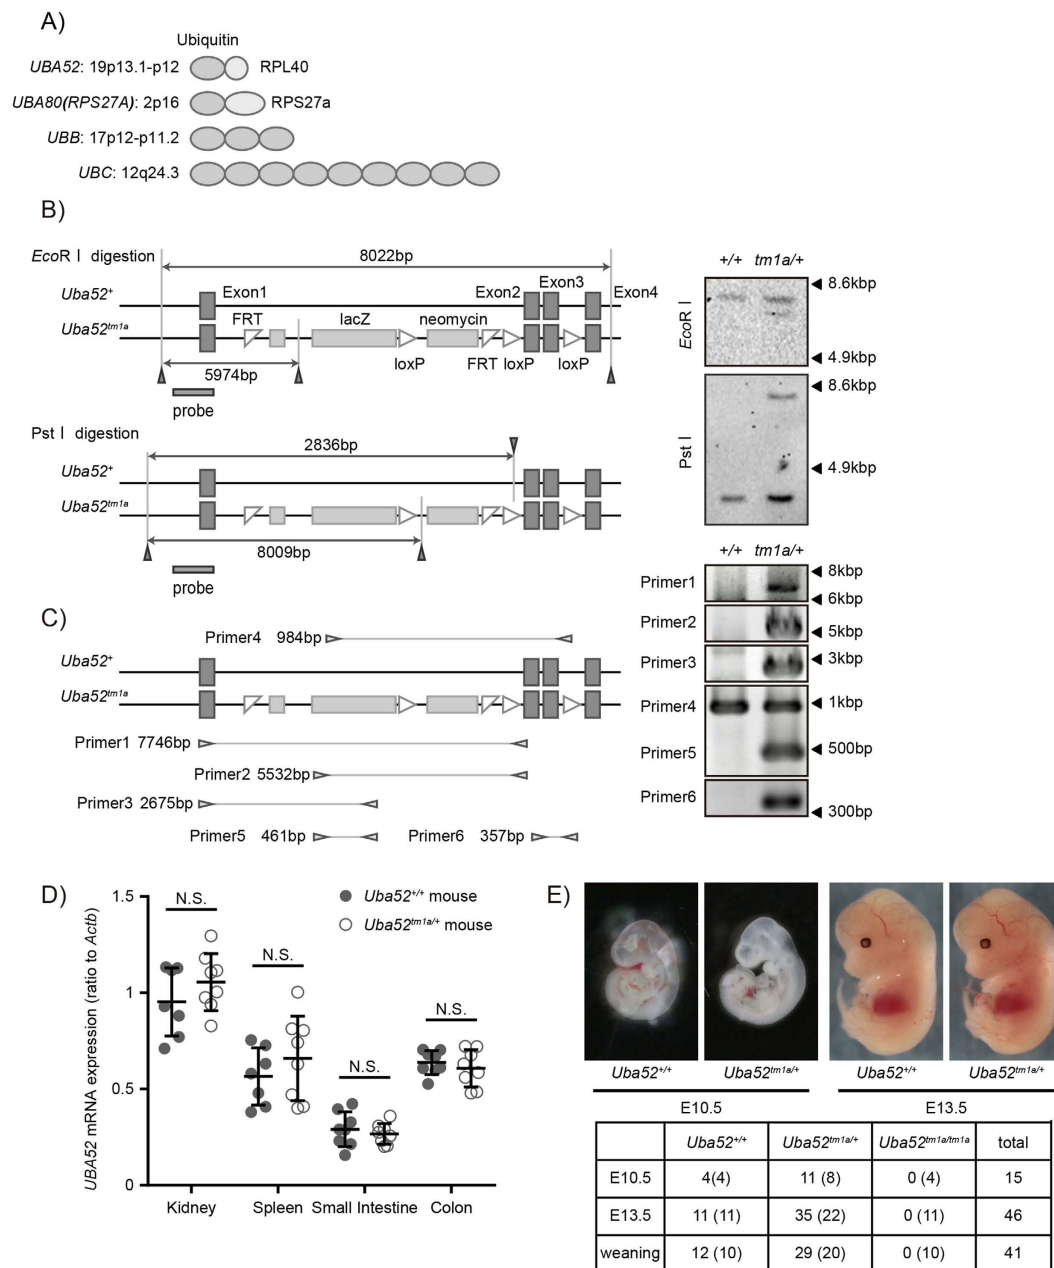 A)
Ubiquitin
UBA52: 19p13.1-p12 RPL40
UBA80(RPS27A): 2p16 RPS27a
UBB: 17p12-p11.2
UBC: 12q24.3
B)
EcoR I digestion
8022bp
Uba52+
Exon1 Exon2 Exon3 Exon4
Uba52tm1a
FRT lacZ neomycin
loxP FRT loxP loxP
5974bp
probe
Pst I digestion
2836bp
Uba52+
Uba52tm1a
8009bp
probe
+/+ tm1a/+
EcoR I
8.6kbp
4.9kbp
Pst I
8.6kbp
4.9kbp
C)
Primer4 984bp
Uba52+
Uba52tm1a
Primer1 7746bp
Primer2 5532bp
Primer3 2675bp
Primer5 461bp Primer6 357bp
+/+ tm1a/+
Primer1 8kbp
6kbp
Primer2 5kbp
Primer3 3kbp
Primer4 1kbp
Primer5 500bp
Primer6 300bp
D)
UBA52 mRNA expression (ratio to Actb)
1.5
1
0.5
0
N.S.
N.S.
N.S.
N.S.
Uba52+/+ mouse
Uba52tm1a/+ mouse
Kidney Spleen Small Intestine Colon
E)
Uba52+/+ Uba52tm1a/+ Uba52+/+ Uba52tm1a/+
E10.5 E13.5
Uba52+/+ Uba52tm1a/+ Uba52tm1a/tm1a total
E10.5 4(4) 11 (8) 0 (4) 15
E13.5 11 (11) 35 (22) 0 (11) 46
weaning 12 (10) 29 (20) 0 (10) 41